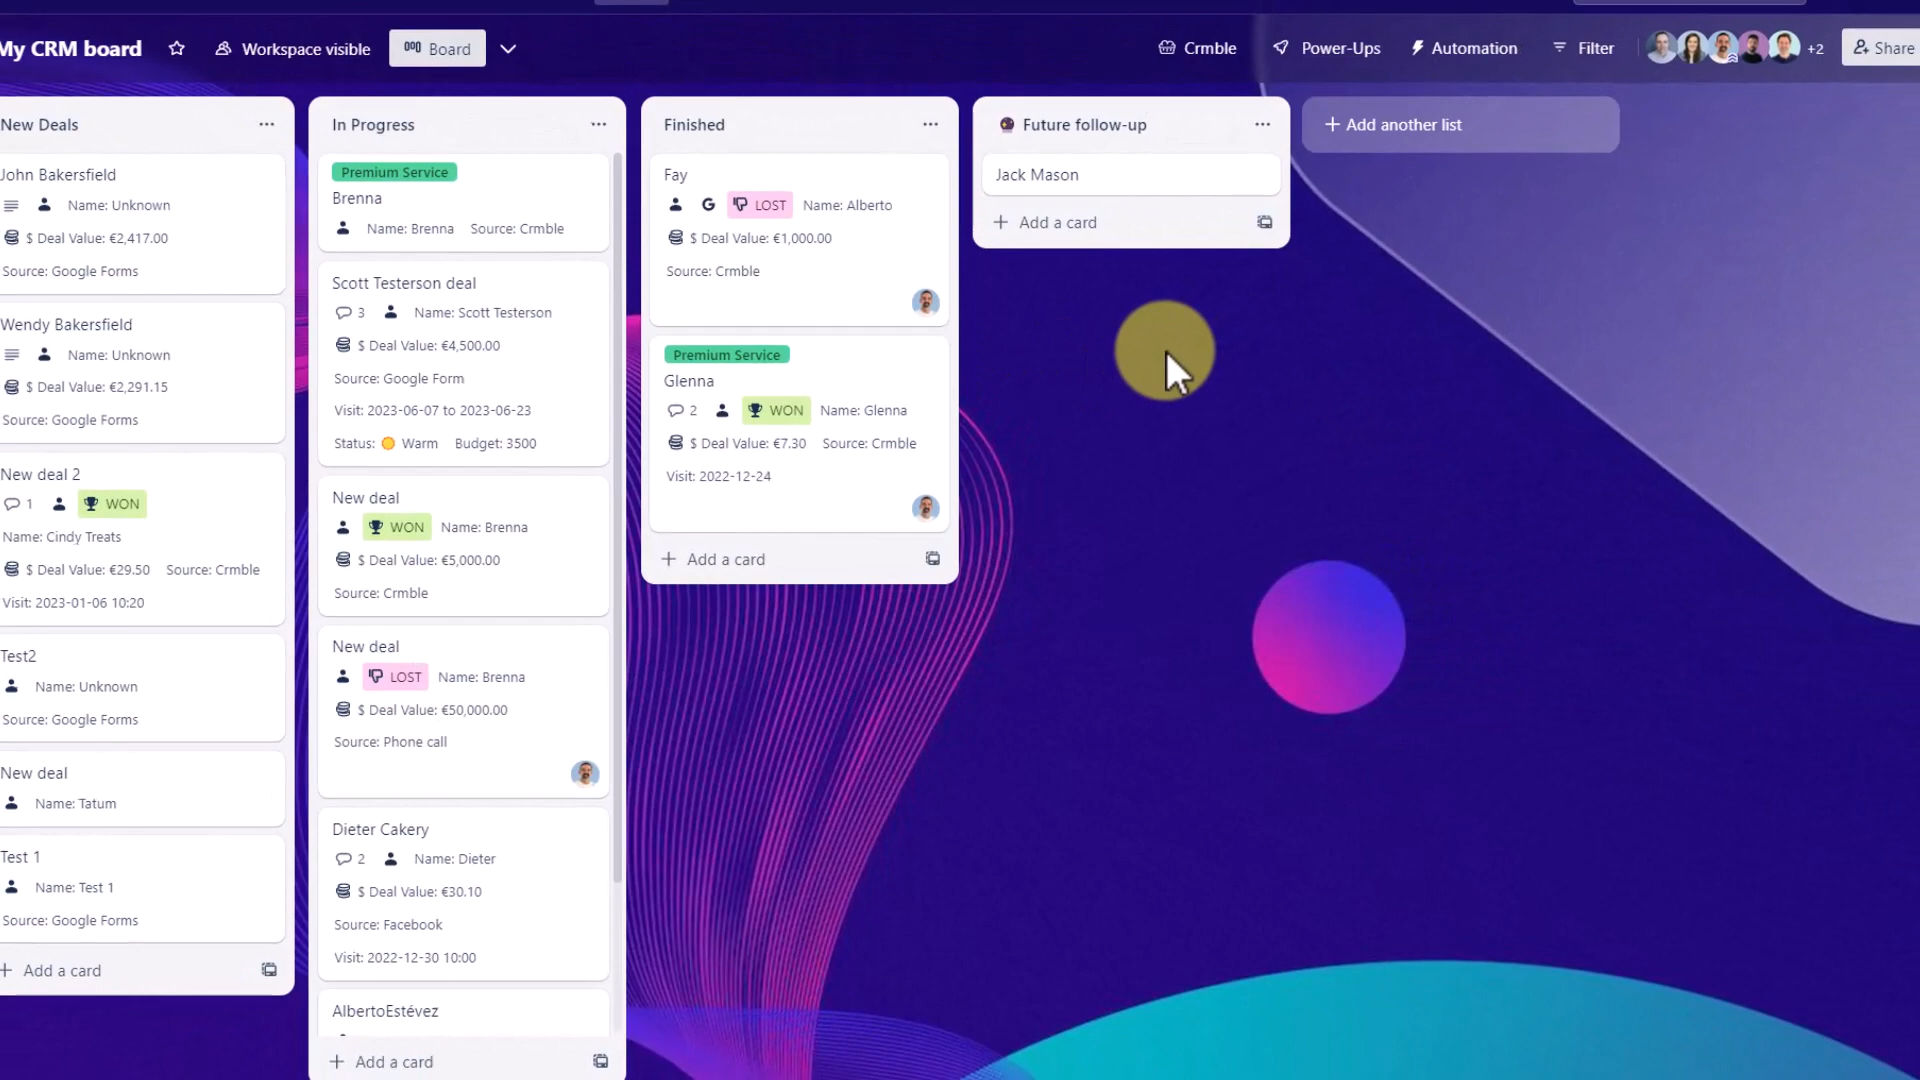 My CRM board
Workspace visible
Board
Crmble
Power-Ups
Automation
Filter
+2
Share
New Deals
John Bakersfield
Name: Unknown
$ Deal Value: €2,417.00
Source: Google Forms
Wendy Bakersfield
Name: Unknown
$ Deal Value: €2,291.15
Source: Google Forms
New deal 2
1 WON
Name: Cindy Treats
$ Deal Value: €29.50 Source: Crmble
Visit: 2023-01-06 10:20
Test2
Name: Unknown
Source: Google Forms
New deal
Name: Tatum
Test 1
Name: Test 1
Source: Google Forms
+ Add a card
In Progress
Premium Service
Brenna
Name: Brenna Source: Crmble
Scott Testerson deal
3 Name: Scott Testerson
$ Deal Value: €4,500.00
Source: Google Form
Visit: 2023-06-07 to 2023-06-23
Status: Warm Budget: 3500
New deal
WON Name: Brenna
$ Deal Value: €5,000.00
Source: Crmble
New deal
LOST Name: Brenna
$ Deal Value: €50,000.00
Source: Phone call
Dieter Cakery
2 Name: Dieter
$ Deal Value: €30.10
Source: Facebook
Visit: 2022-12-30 10:00
AlbertoEstévez
+ Add a card
Finished
Fay
G LOST Name: Alberto
$ Deal Value: €1,000.00
Source: Crmble
Premium Service
Glenna
2 WON Name: Glenna
$ Deal Value: €7.30 Source: Crmble
Visit: 2022-12-24
+ Add a card
Future follow-up
Jack Mason
+ Add a card
+ Add another list